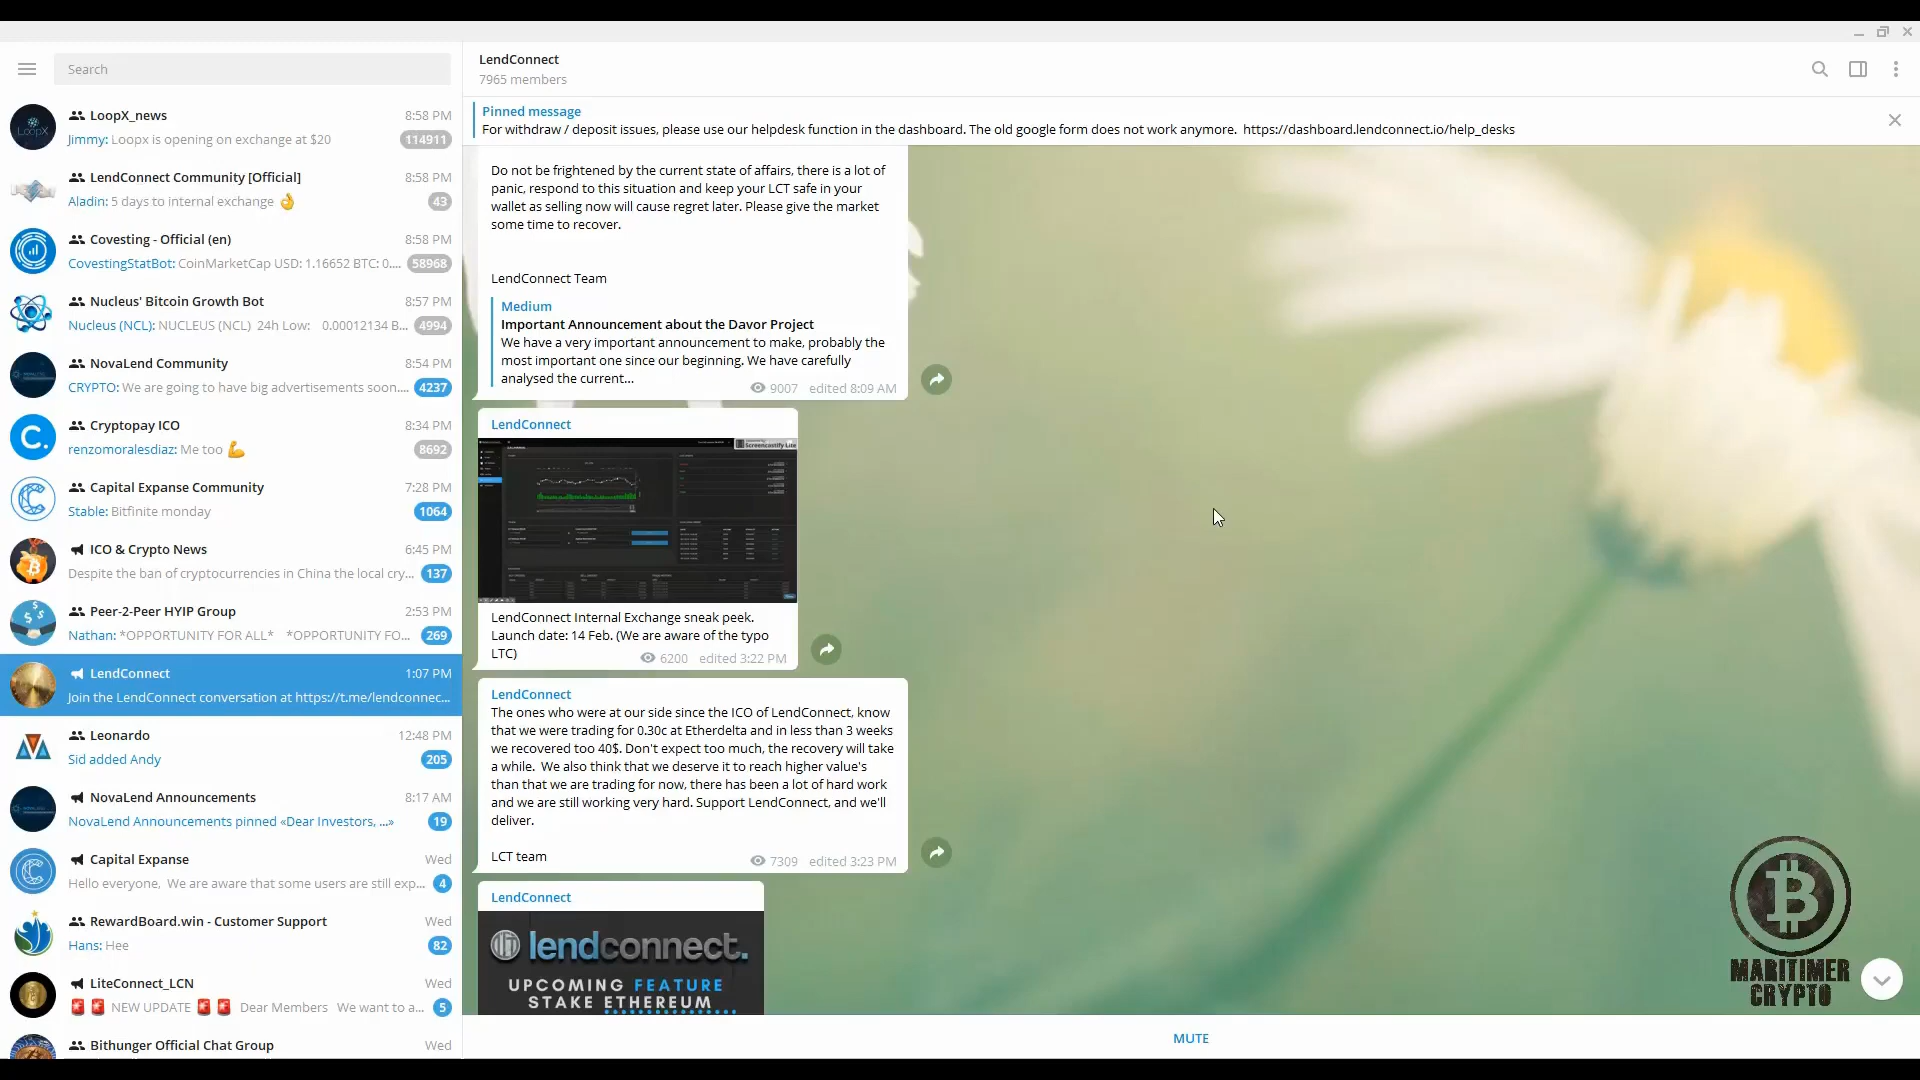 Search
LoopX_news 8:58 PM
Jimmy: Loopx is opening on exchange at $20 114911
LendConnect Community [Official] 8:58 PM
Aladin: 5 days to internal exchange 👌 43
Covesting - Official (en) 8:58 PM
CovestingStatBot: CoinMarketCap USD: 1.16652 BTC: 0.... 58968
Nucleus' Bitcoin Growth Bot 8:57 PM
Nucleus (NCL): NUCLEUS (NCL) 24h Low: 0.00012134 B... 4994
NovaLend Community 8:54 PM
CRYPTO: We are going to have big advertisements soon.... 4237
Cryptopay ICO 8:34 PM
renzomoralesdiaz: Me too 💪 8692
Capital Expanse Community 7:28 PM
Stable: Bitfinite monday 1064
ICO & Crypto News 6:45 PM
Despite the ban of cryptocurrencies in China the local cry... 137
Peer-2-Peer HYIP Group 2:53 PM
Nathan: *OPPORTUNITY FOR ALL* *OPPORTUNITY FO... 269
LendConnect 1:07 PM
Join the LendConnect conversation at https://t.me/lendconnec...
Leonardo 12:48 PM
Sid added Andy 205
NovaLend Announcements 8:17 AM
NovaLend Announcements pinned «Dear Investors, ...» 19
Capital Expanse Wed
Hello everyone, We are aware that some users are still exp... 4
RewardBoard.win - Customer Support Wed
Hans: Hee 82
LiteConnect_LCN Wed
🚨🚨 NEW UPDATE 🚨🚨 Dear Members We want to a... 5
Bithunger Official Chat Group Wed
LendConnect
7965 members
Pinned message
For withdraw / deposit issues, please use our helpdesk function in the dashboard. The old google form does not work anymore. https://dashboard.lendconnect.io/help_desks
Do not be frightened by the current state of affairs, there is a lot of
panic, respond to this situation and keep your LCT safe in your
wallet as selling now will cause regret later. Please give the market
some time to recover.
LendConnect Team
Medium
Important Announcement about the Davor Project
We have a very important announcement to make, probably the
most important one since our beginning. We have carefully
analysed the current...
9007 edited 8:09 AM
LendConnect
Screencastify Lite
LendConnect Internal Exchange sneak peek.
Launch date: 14 Feb. (We are aware of the typo
LTC)
6200 edited 3:22 PM
LendConnect
The ones who were at our side since the ICO of LendConnect, know
that we were trading for 0.30c at Etherdelta and in less than 3 weeks
we recovered too 40$. Don't expect too much, the recovery will take
a while. We also think that we deserve it to reach higher value's
than that we are trading for now, there has been a lot of hard work
and we are still working very hard. Support LendConnect, and we'll
deliver.
LCT team
7309 edited 3:23 PM
LendConnect
lendconnect.
UPCOMING FEATURE
STAKE ETHEREUM
MUTE
MARITIMER
CRYPTO